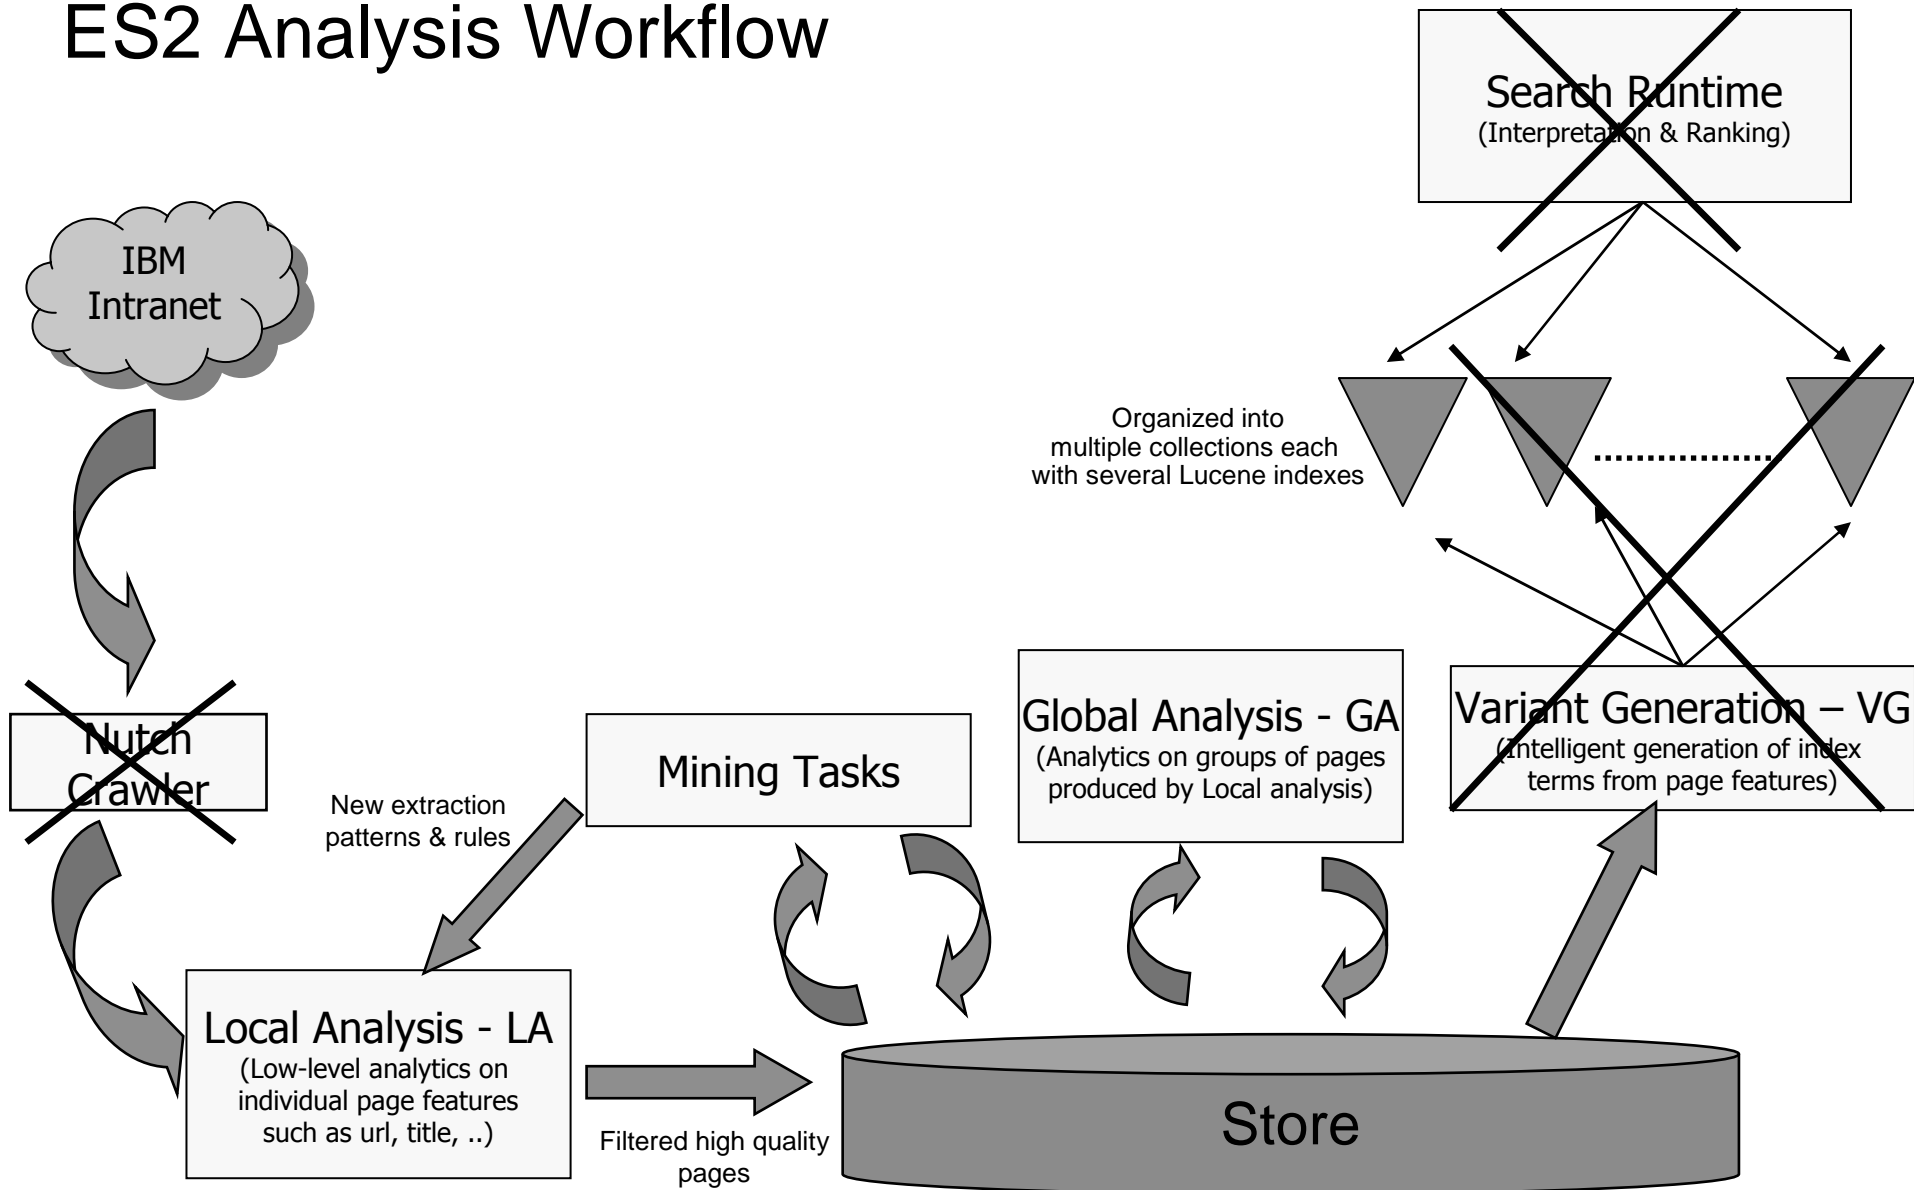 ES2 Analysis Workflow
Search Runtime
(Interpretation & Ranking)
IBM
Intranet
Organized into
multiple collections each
with several Lucene indexes
Nutch
Crawler
New extraction
patterns & rules
Mining Tasks
Global Analysis - GA
(Analytics on groups of pages
produced by Local analysis)
Variant Generation – VG
(Intelligent generation of index
terms from page features)
Local Analysis - LA
(Low-level analytics on
individual page features
such as url, title, ..)
Filtered high quality
pages
Store